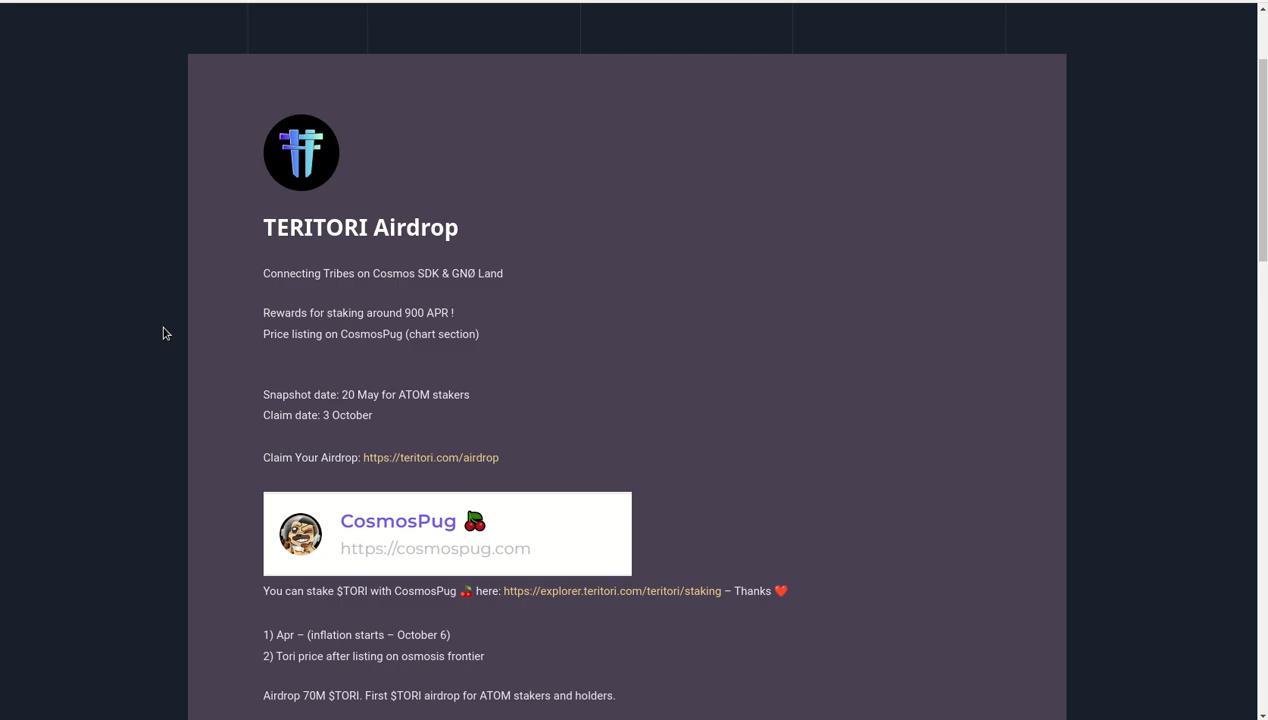 TERITORI Airdrop
Connecting Tribes on Cosmos SDK & GNØ Land
Rewards for staking around 900 APR !
Price listing on CosmosPug (chart section)
Snapshot date: 20 May for ATOM stakers
Claim date: 3 October
Claim Your Airdrop: https://teritori.com/airdrop
CosmosPug 🍒
https://cosmospug.com
You can stake $TORI with CosmosPug 🍒 here: https://explorer.teritori.com/teritori/staking – Thanks ❤️
1) Apr – (inflation starts – October 6)
2) Tori price after listing on osmosis frontier
Airdrop 70M $TORI. First $TORI airdrop for ATOM stakers and holders.